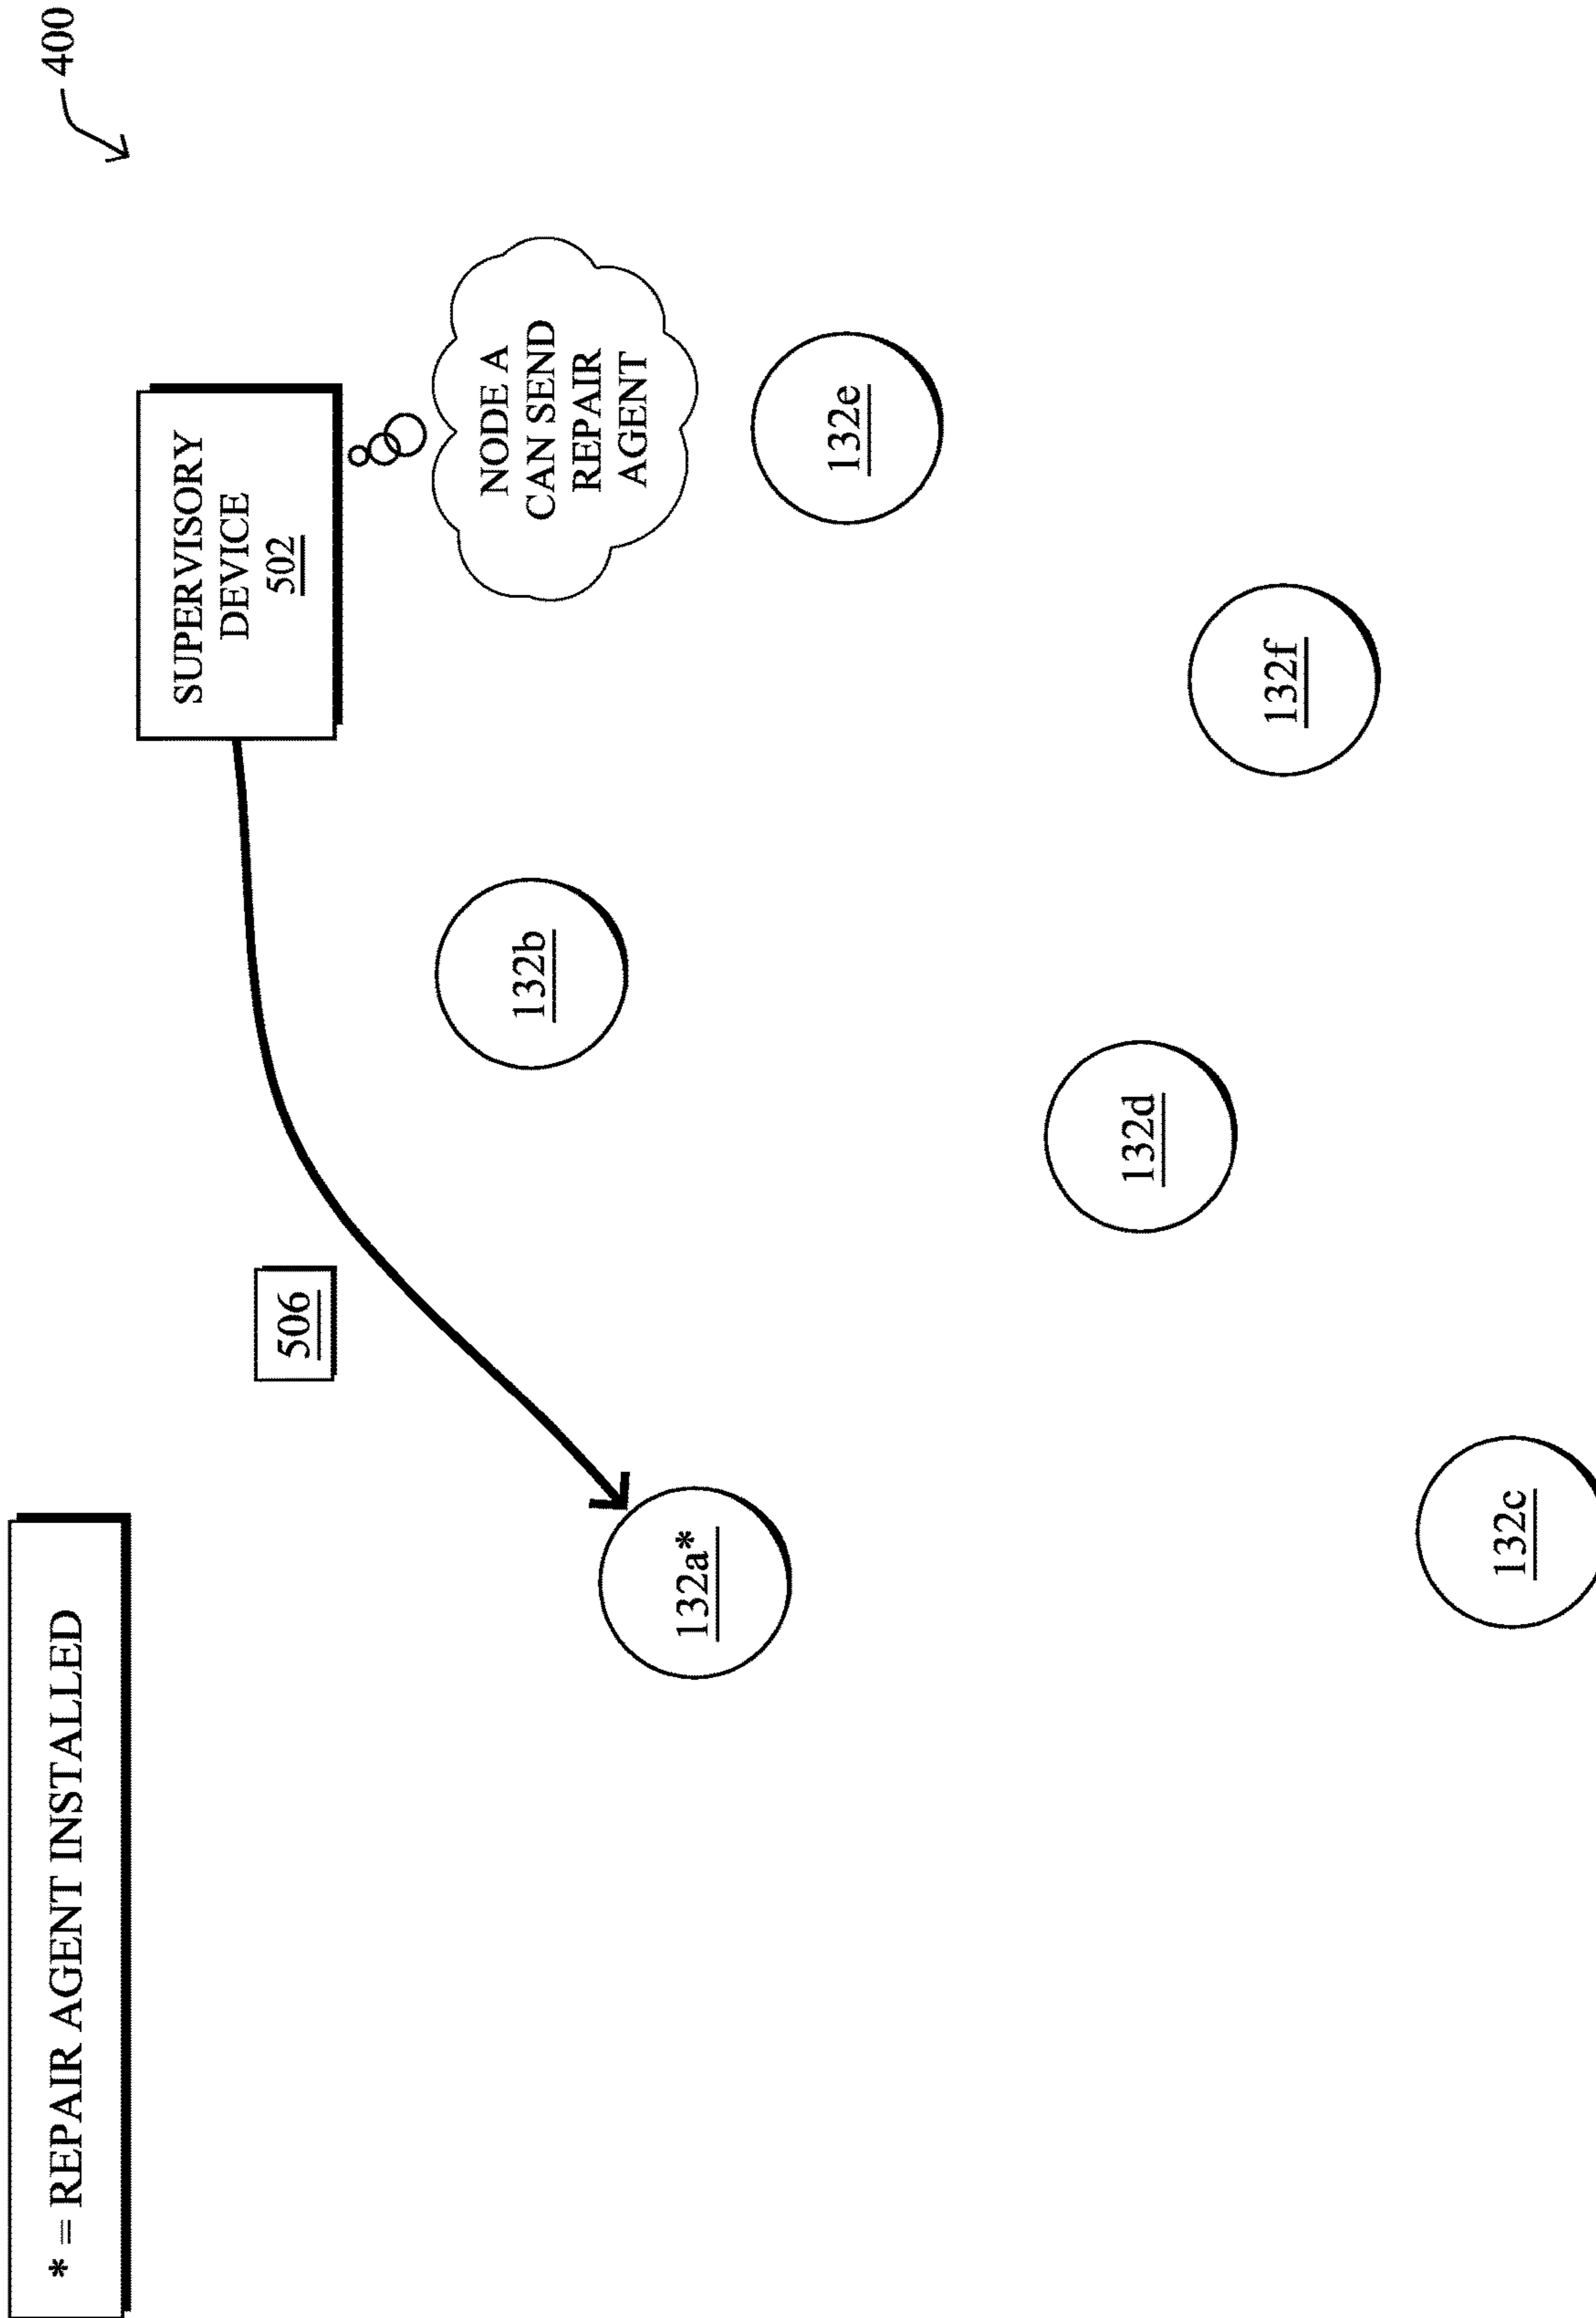 * = REPAIR AGENT INSTALLED
400
SUPERVISORY
DEVICE
502
506
NODE A
CAN SEND
REPAIR
AGENT
132b
132a*
132e
132d
132f
132c